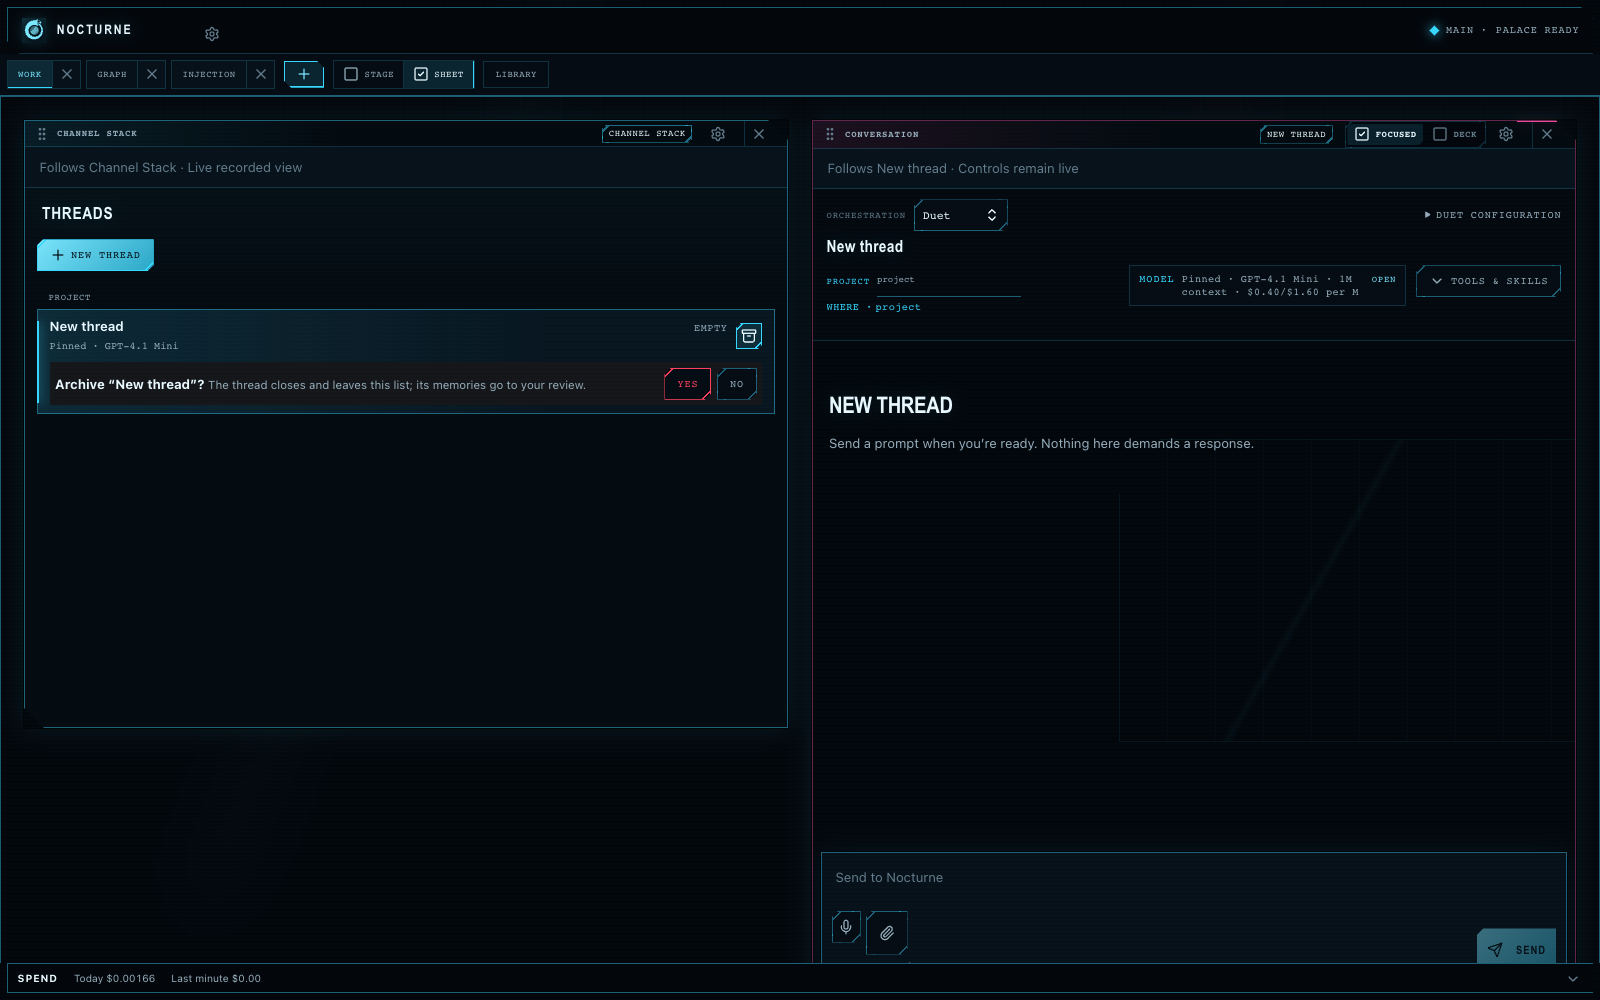 NOCTURNE
MAIN · PALACE READY
WORK
GRAPH
INJECTION
STAGE
SHEET
LIBRARY
CHANNEL STACK
CHANNEL STACK
Follows Channel Stack · Live recorded view
THREADS
NEW THREAD
PROJECT
New thread
EMPTY
Pinned · GPT-4.1 Mini
Archive “New thread”? The thread closes and leaves this list; its memories go to your review.
YES
NO
CONVERSATION
NEW THREAD
FOCUSED
DECK
Follows New thread · Controls remain live
ORCHESTRATION
Duet
DUET CONFIGURATION
New thread
PROJECT project
WHERE · project
MODEL Pinned · GPT-4.1 Mini · 1M
context · $0.40/$1.60 per M
OPEN
TOOLS & SKILLS
NEW THREAD
Send a prompt when you’re ready. Nothing here demands a response.
Send to Nocturne
SEND
SPEND
Today $0.00166
Last minute $0.00